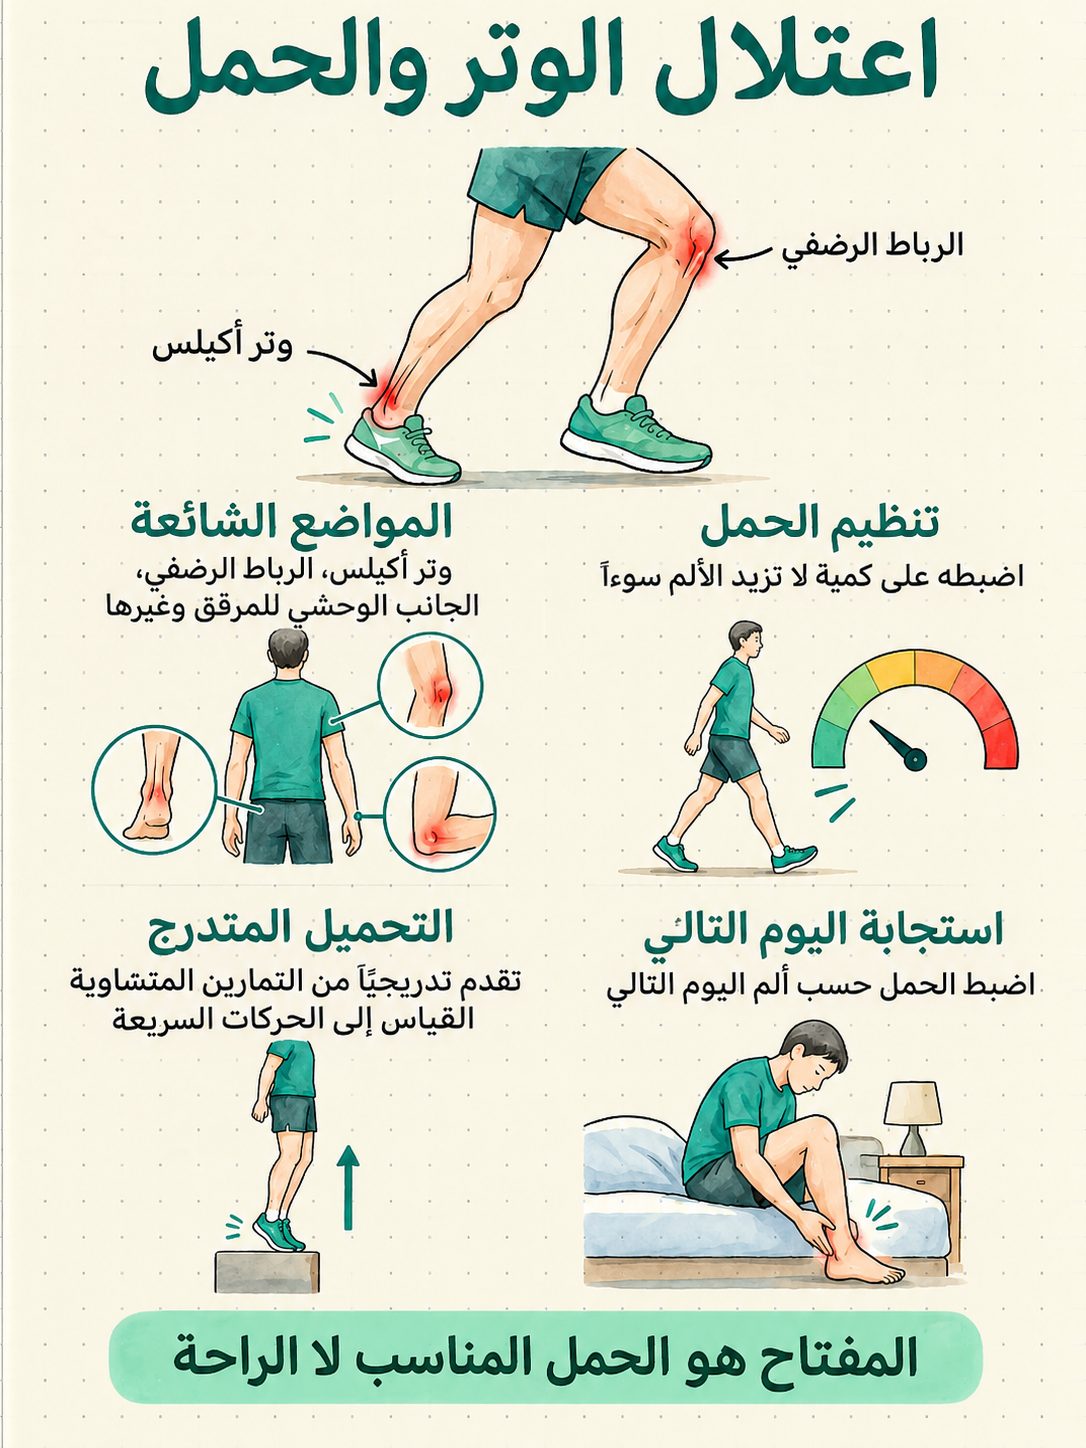 اعتلال الوتر والحمل
الرباط الرضفي
وتر أكيلس
تنظيم الحمل
اضبطه على كمية لا تزيد الألم سوءاً
المواضع الشائعة
وتر أكيلس، الرباط الرضفي،
الجانب الوحشي للمرقق وغيرها
استجابة اليوم التالي
اضبط الحمل حسب ألم اليوم التالي
التحميل المتدرج
تقدم تدريجيًا من التمارين المتشاوية
القياس إلى الحركات السريعة
المفتاح هو الحمل المناسب لا الراحة